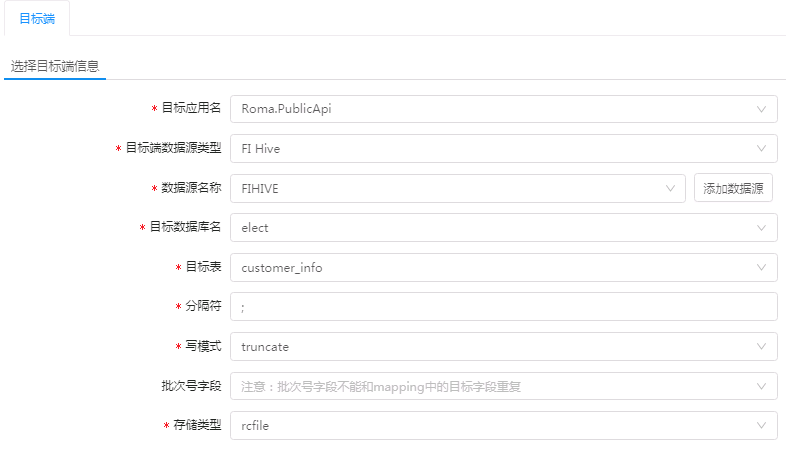 目标端
选择目标端信息
* 目标应用名 Roma.PublicApi
* 目标端数据源类型 FI Hive
* 数据源名称 FIHIVE 添加数据源
* 目标数据库名 elect
* 目标表 customer_info
* 分隔符 ;
* 写模式 truncate
批次号字段 注意：批次号字段不能和mapping中的目标字段重复
* 存储类型 rcfile